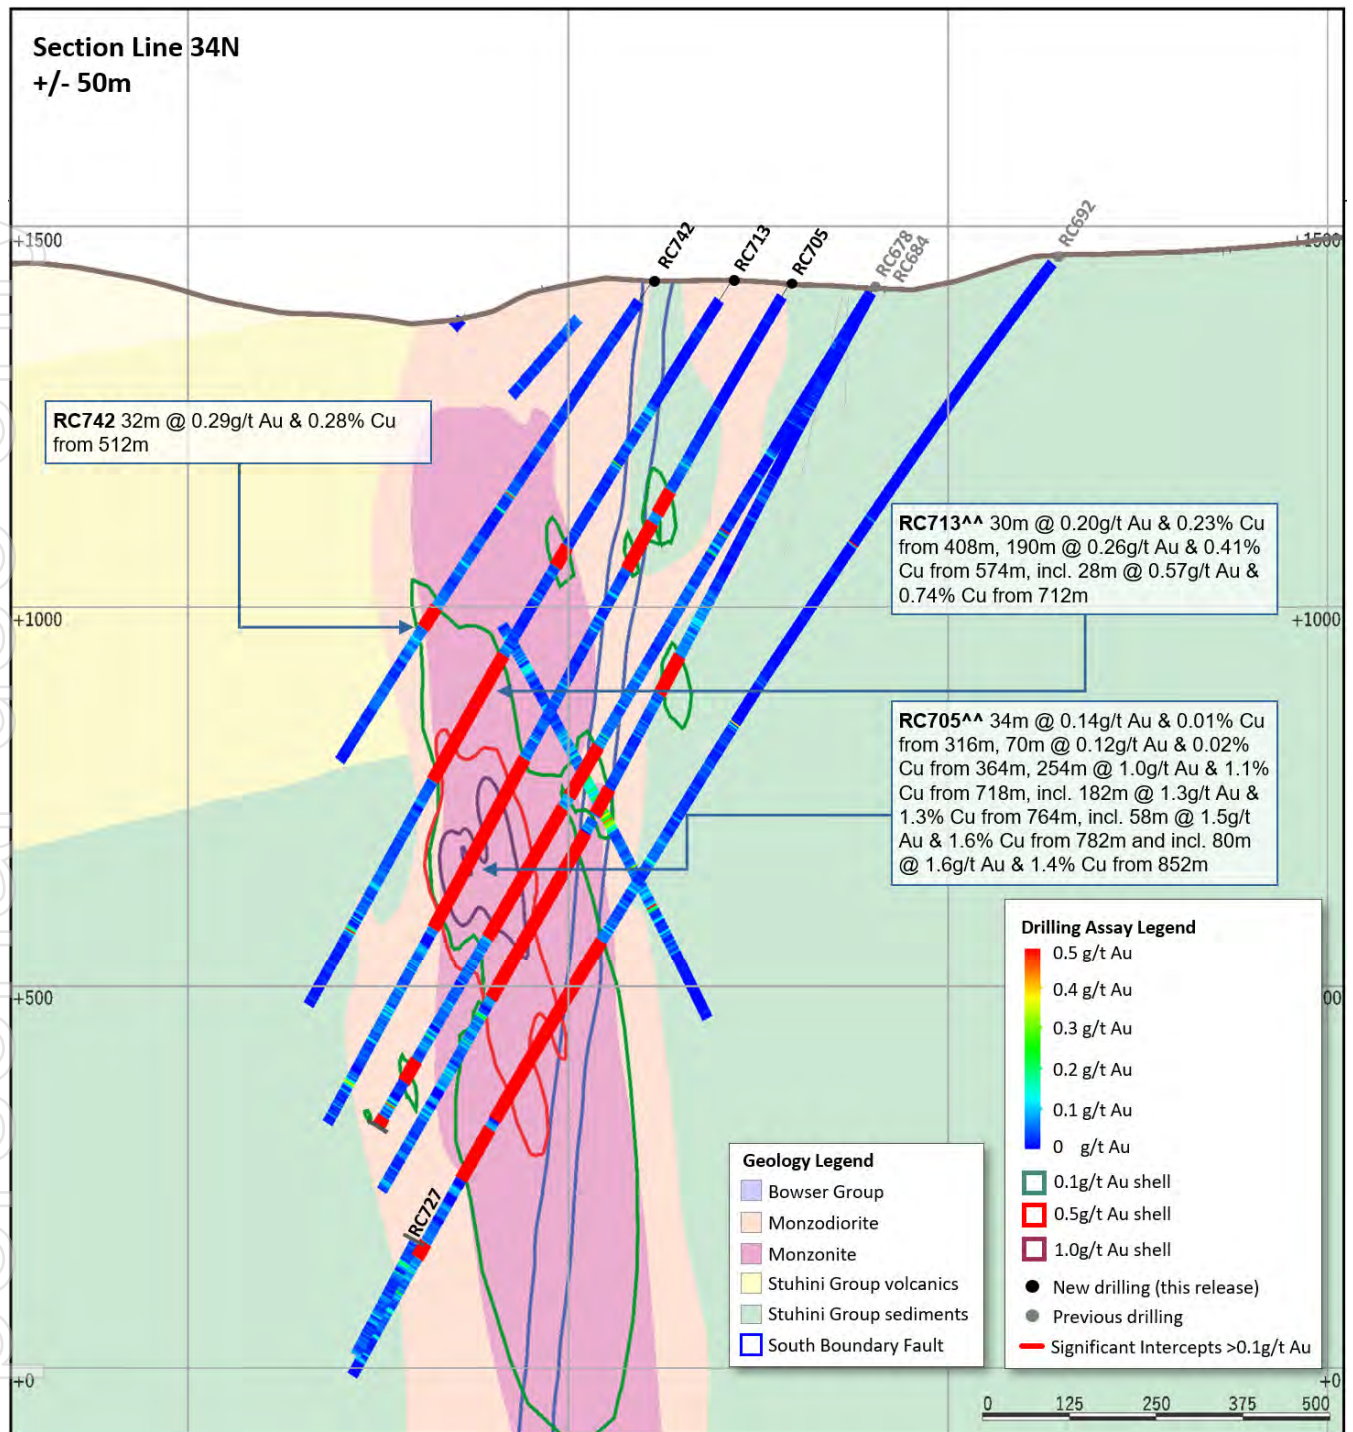 Section Line 34N
+/- 50m
+1500
+1500
RC742
RC713
RC705
RC678
RC684
RC692
RC742 32m @ 0.29g/t Au & 0.28% Cu
from 512m
RC713^^ 30m @ 0.20g/t Au & 0.23% Cu
from 408m, 190m @ 0.26g/t Au & 0.41%
Cu from 574m, incl. 28m @ 0.57g/t Au &
0.74% Cu from 712m
+1000
+1000
RC705^^ 34m @ 0.14g/t Au & 0.01% Cu
from 316m, 70m @ 0.12g/t Au & 0.02%
Cu from 364m, 254m @ 1.0g/t Au & 1.1%
Cu from 718m, incl. 182m @ 1.3g/t Au &
1.3% Cu from 764m, incl. 58m @ 1.5g/t
Au & 1.6% Cu from 782m and incl. 80m
@ 1.6g/t Au & 1.4% Cu from 852m
+500
00
RC727
Drilling Assay Legend
0.5 g/t Au
0.4 g/t Au
0.3 g/t Au
0.2 g/t Au
0.1 g/t Au
0 g/t Au
0.1g/t Au shell
0.5g/t Au shell
1.0g/t Au shell
New drilling (this release)
Previous drilling
Significant Intercepts >0.1g/t Au
Geology Legend
Bowser Group
Monzodiorite
Monzonite
Stuhini Group volcanics
Stuhini Group sediments
South Boundary Fault
+0
+0
0 125 250 375 500